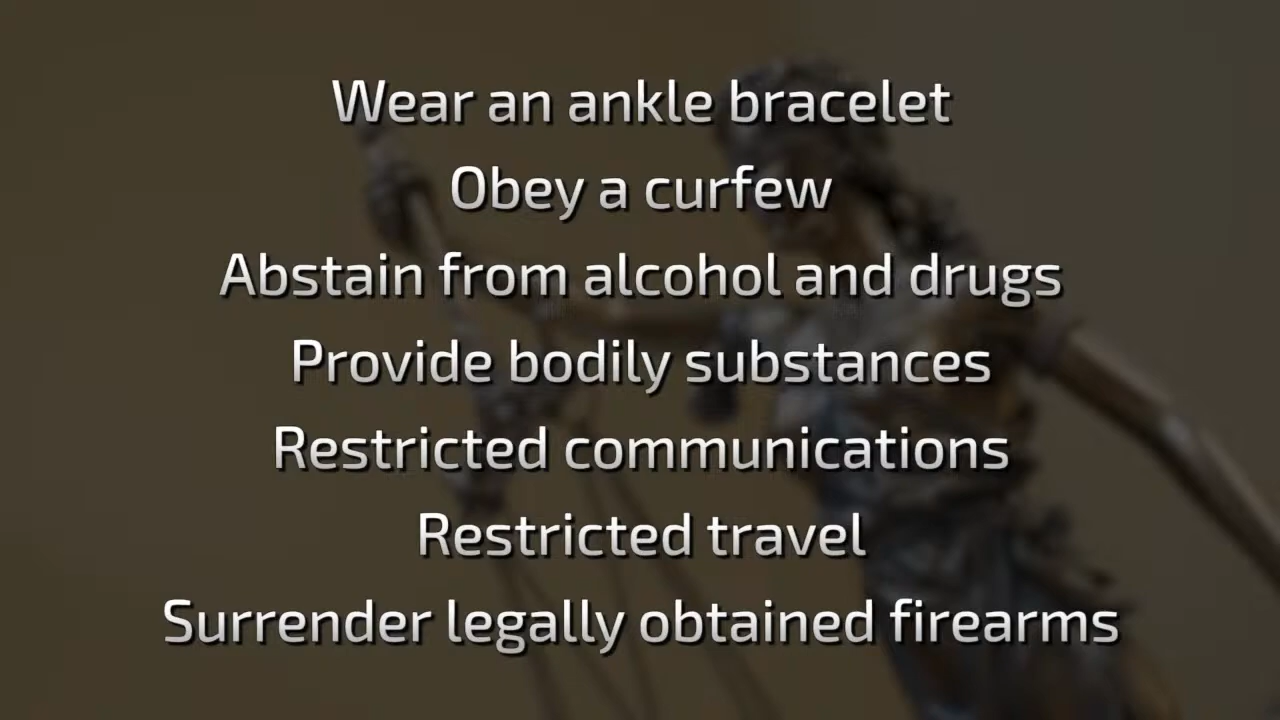 Wear an ankle bracelet
Obey a curfew
Abstain from alcohol and drugs
Provide bodily substances
Restricted communications
Restricted travel
Surrender legally obtained firearms